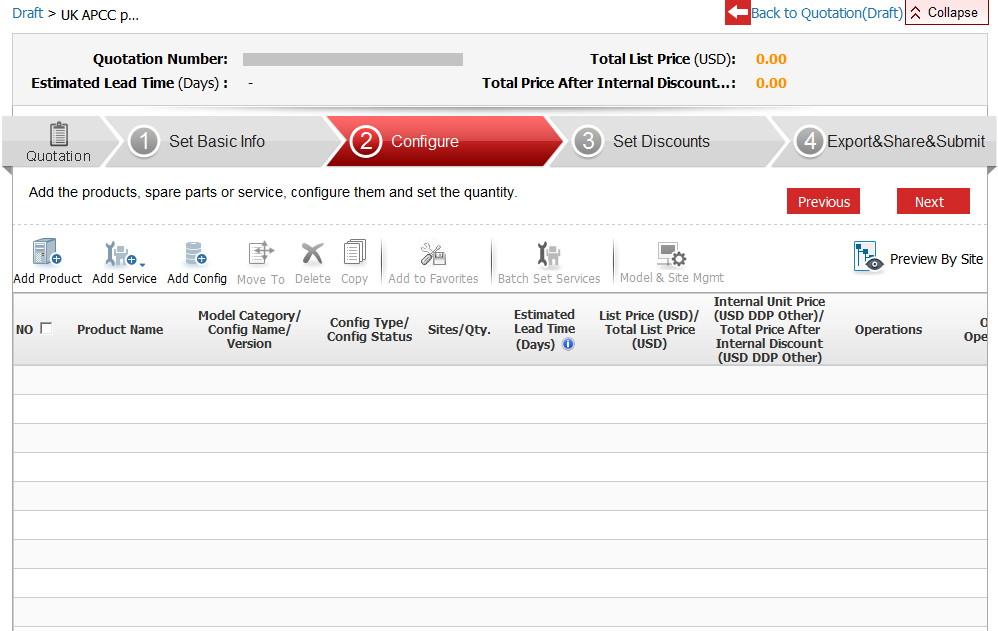 Draft > UK APCC p...
Back to Quotation(Draft)
Collapse
Quotation Number:
Total List Price (USD): 0.00
Estimated Lead Time (Days) : -
Total Price After Internal Discount...: 0.00
Quotation
1 Set Basic Info
2 Configure
3 Set Discounts
4 Export&Share&Submit
Add the products, spare parts or service, configure them and set the quantity.
Previous
Next
Add Product
Add Service
Add Config
Move To
Delete
Copy
Add to Favorites
Batch Set Services
Model & Site Mgmt
Preview By Site
NO
Product Name
Model Category/
Config Name/
Version
Config Type/
Config Status
Sites/Qty.
Estimated
Lead Time
(Days)
List Price (USD)/
Total List Price
(USD)
Internal Unit Price
(USD DDP Other)/
Total Price After
Internal Discount
(USD DDP Other)
Operations
O
Ope